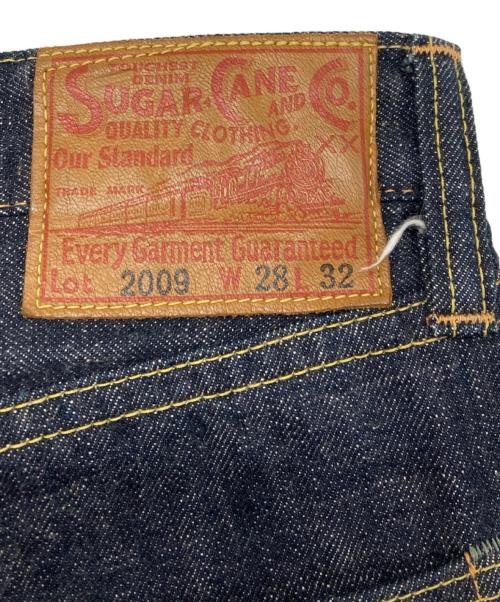 TOUGHEST
DENIM
SUGAR CANE AND CO.
QUALITY CLOTHING.
Our Standard XX
TRADE MARK
Every Garment Guaranteed
Lot 2009 W 28 L 32